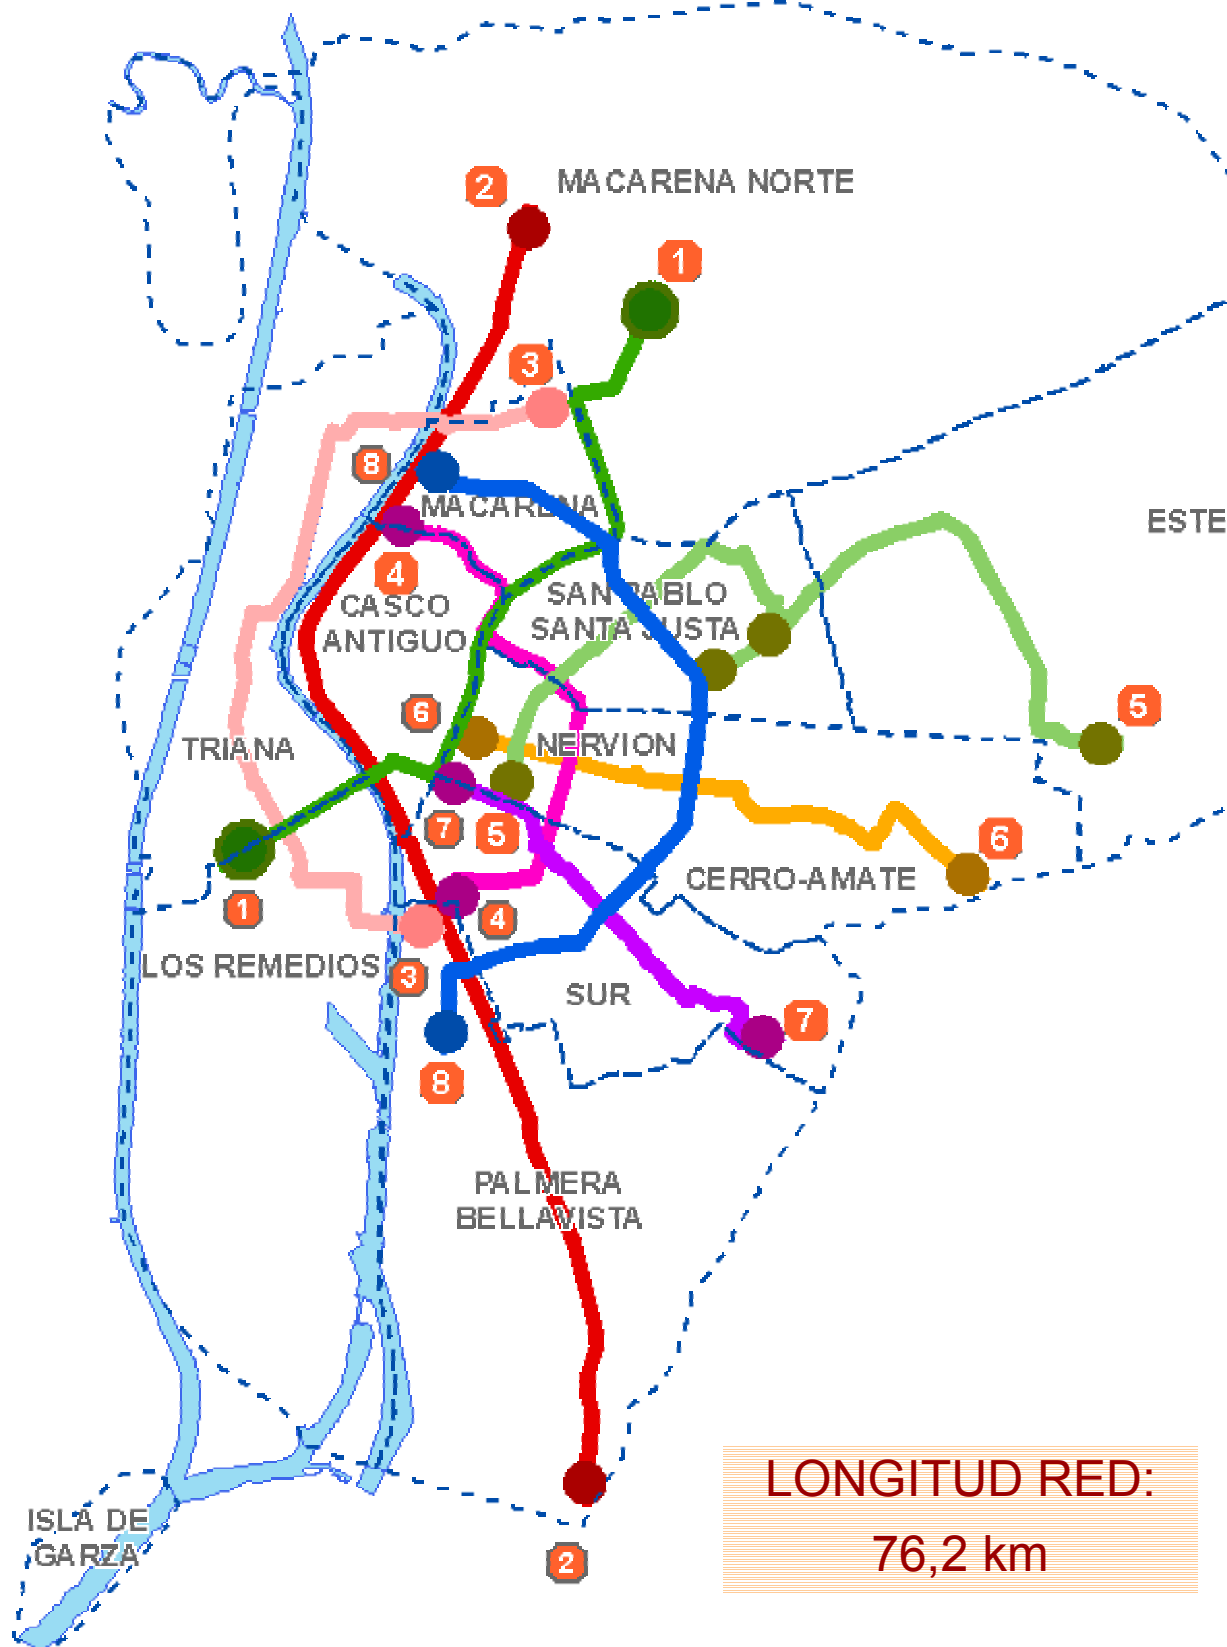 2
MACARENA NORTE
1
3
8
MACARENA
ESTE
4
CASCO
ANTIGUO
SAN PABLO
SANTA JUSTA
6
5
TRIANA
NERVION
7
5
6
CERRO-AMATE
1
4
LOS REMEDIOS
3
SUR
7
8
PALMERA
BELLAVISTA
LONGITUD RED:
76,2 km
ISLA DE
GARZA
2